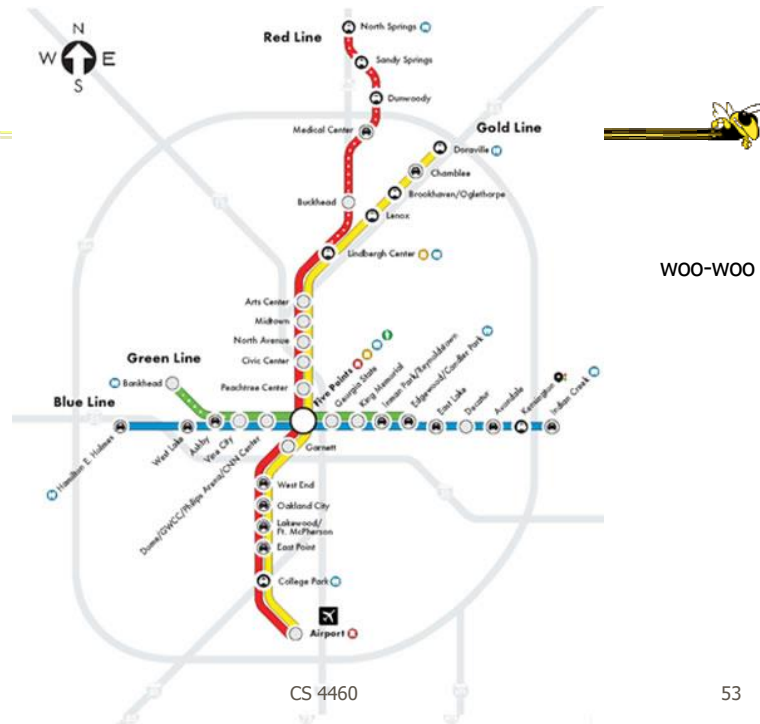 N
W E
S
Red Line
North Springs
Sandy Springs
Dunwoody
Medical Center
Gold Line
Doraville
Chamblee
Brookhaven/Oglethorpe
Buckhead
Lenox
Lindbergh Center
woo-woo
Arts Center
Midtown
North Avenue
Civic Center
Peachtree Center
Green Line
Bankhead
Blue Line
Hamilton E. Holmes
West Lake
Ashby
Vine City
Dome/GWCC/Philips Arena/CNN Center
Five Points
Georgia State
King Memorial
Inman Park/Reynoldstown
Edgewood/Candler Park
East Lake
Decatur
Avondale
Kensington
Indian Creek
Garnett
West End
Oakland City
Lakewood/
Ft. McPherson
East Point
College Park
Airport
CS 4460
53